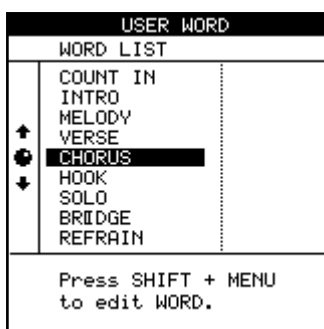 USER WORD
WORD LIST
COUNT IN
INTRO
MELODY
VERSE
CHORUS
HOOK
SOLO
BRIDGE
REFRAIN
Press SHIFT + MENU
to edit WORD.